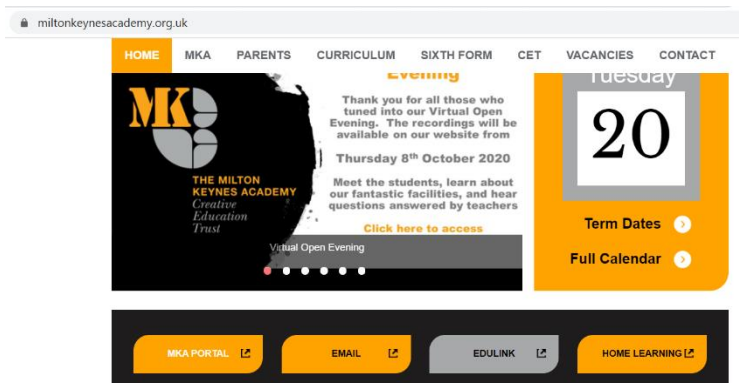 miltonkeynesacademy.org.uk
HOME MKA PARENTS CURRICULUM SIXTH FORM CET VACANCIES CONTACT
Evening
Thank you for all those who
tuned into our Virtual Open
Evening. The recordings will be
available on our website from
Thursday 8th October 2020
Meet the students, learn about
our fantastic facilities, and hear
questions answered by teachers
Click here to access
MK
THE MILTON
KEYNES ACADEMY
Creative
Education
Trust
Virtual Open Evening
Tuesday
20
Term Dates
Full Calendar
MKA PORTAL
EMAIL
EDULINK
HOME LEARNING